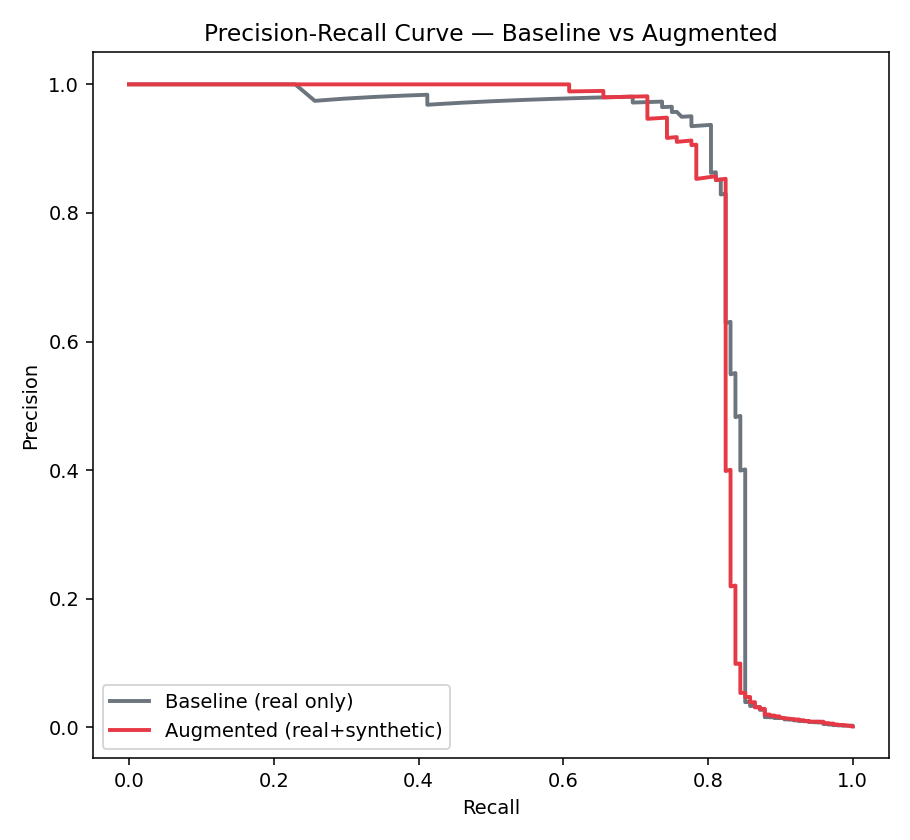 Precision-Recall Curve — Baseline vs Augmented
1.0
0.8
0.6
0.4
0.2
0.0
Precision
Baseline (real only)
Augmented (real+synthetic)
0.0 0.2 0.4 0.6 0.8 1.0
Recall